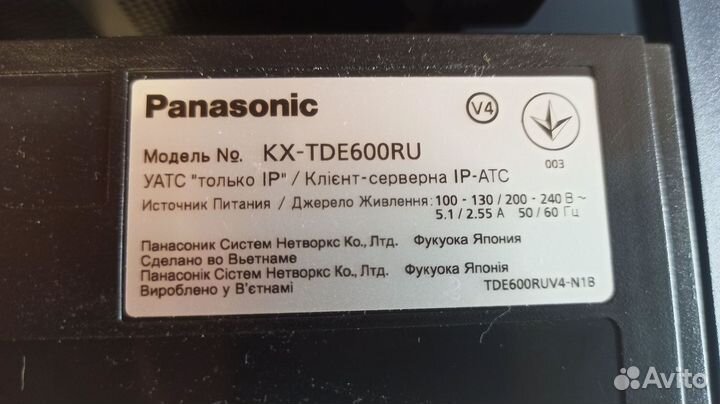 Panasonic
V4
003
Модель №. KX-TDE600RU
УАТС "только IP" / Клієнт-серверна IP-АТС
Источник Питания / Джерело Живлення: 100 - 130 / 200 - 240 В ~
5.1 / 2.55 А 50 / 60 Гц
Панасоник Систем Нетворкс Ко., Лтд. Фукуока Япония
Сделано во Вьетнаме
Панасонік Сістем Нетворкс Ко., Лтд. Фукуока Японія
Вироблено у В'єтнамі
TDE600RUV4-N1B
Avito